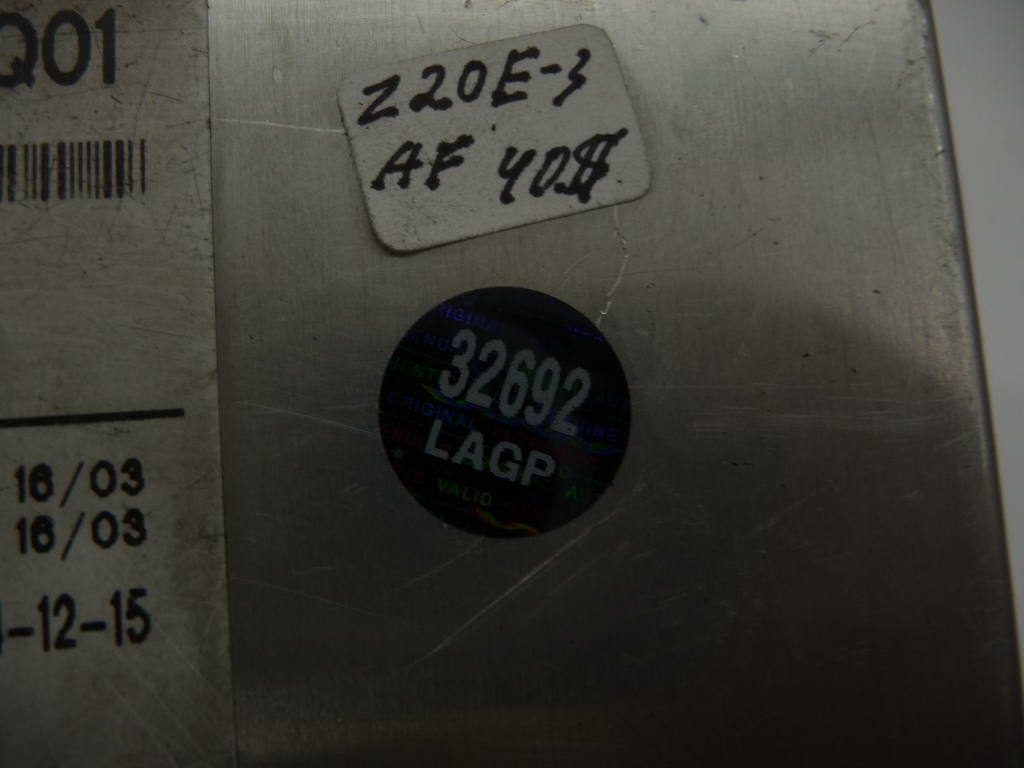 Q01
Z20E-3
AF 40$
32692
LAGP
ORIGINAL
VALID
16/03
16/03
-12-15